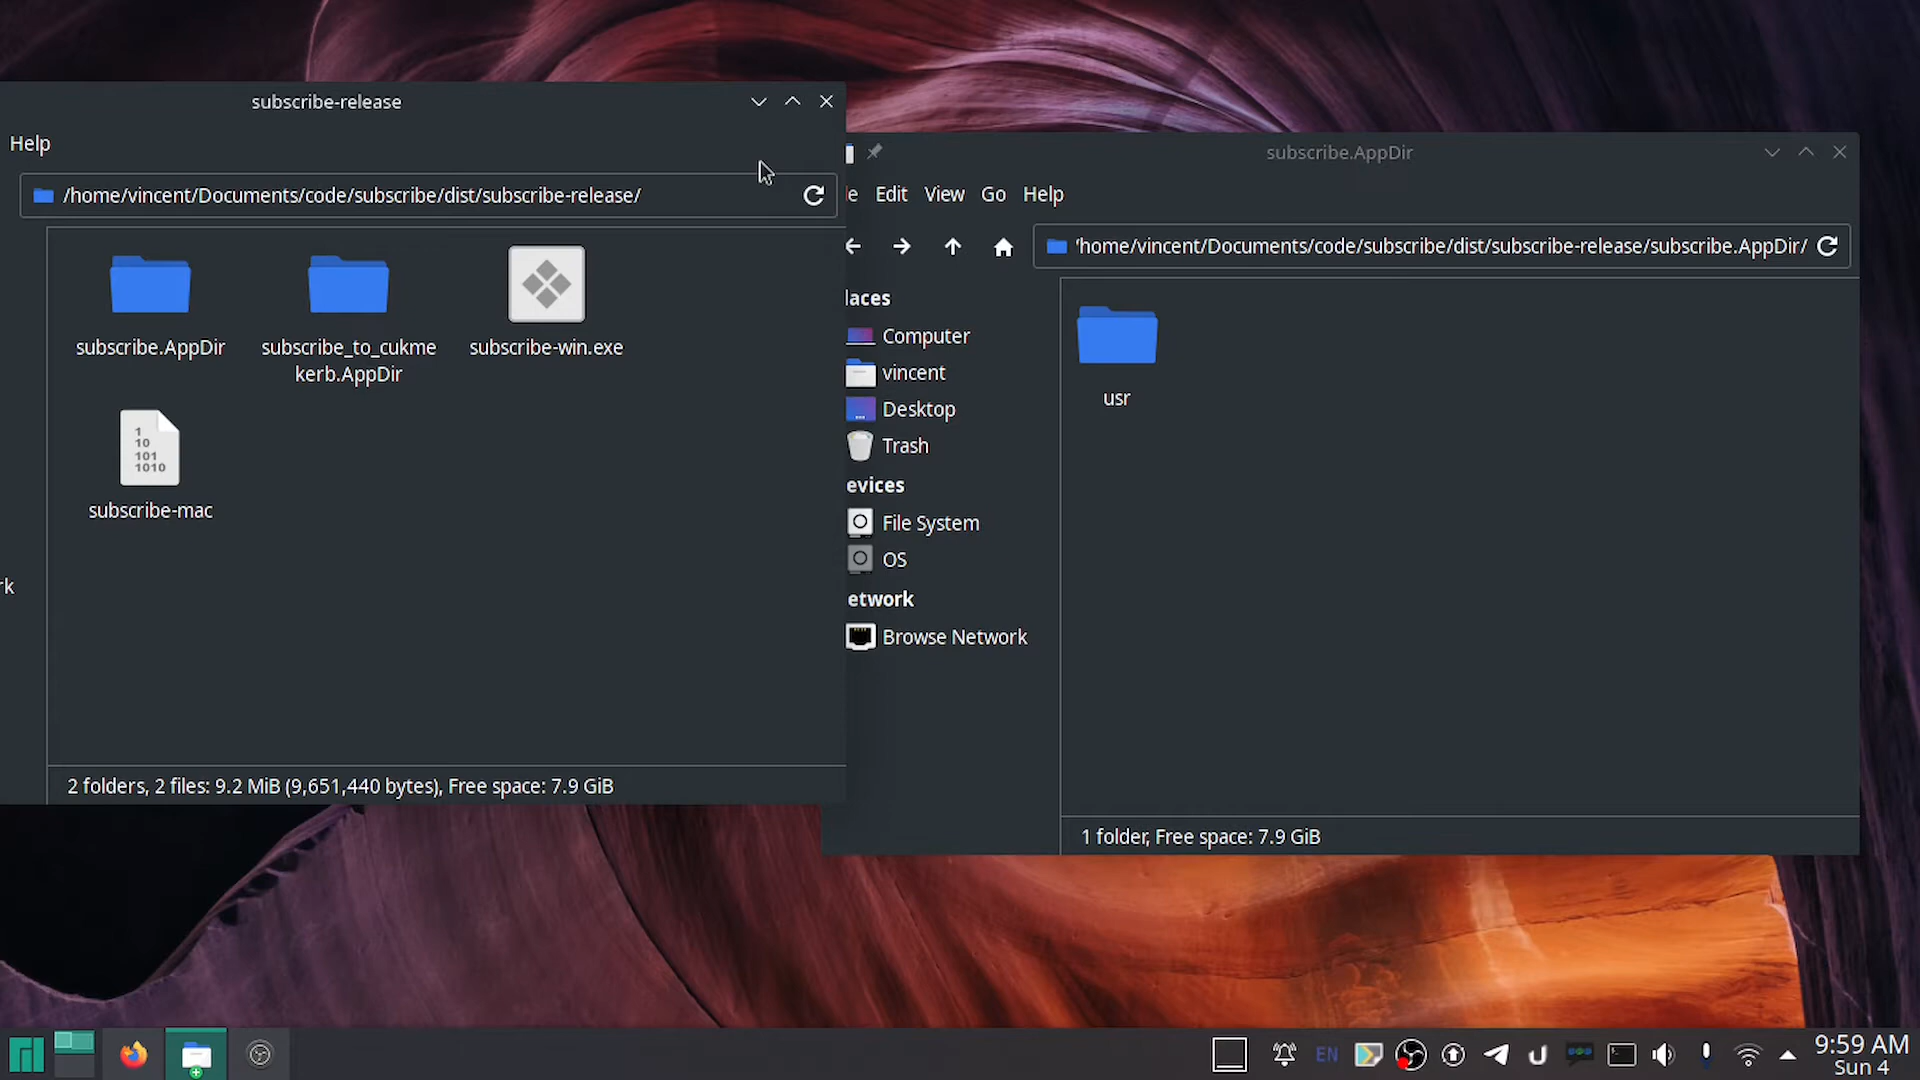 subscribe-release
Help
/home/vincent/Documents/code/subscribe/dist/subscribe-release/
subscribe.AppDir
subscribe_to_cukme
kerb.AppDir
subscribe-win.exe
1
10
101
1010
subscribe-mac
rk
2 folders, 2 files: 9.2 MiB (9,651,440 bytes), Free space: 7.9 GiB
subscribe.AppDir
le Edit View Go Help
home/vincent/Documents/code/subscribe/dist/subscribe-release/subscribe.AppDir/
laces
Computer
vincent
Desktop
Trash
evices
File System
OS
etwork
Browse Network
usr
1 folder, Free space: 7.9 GiB
EN
9:59 AM
Sun 4